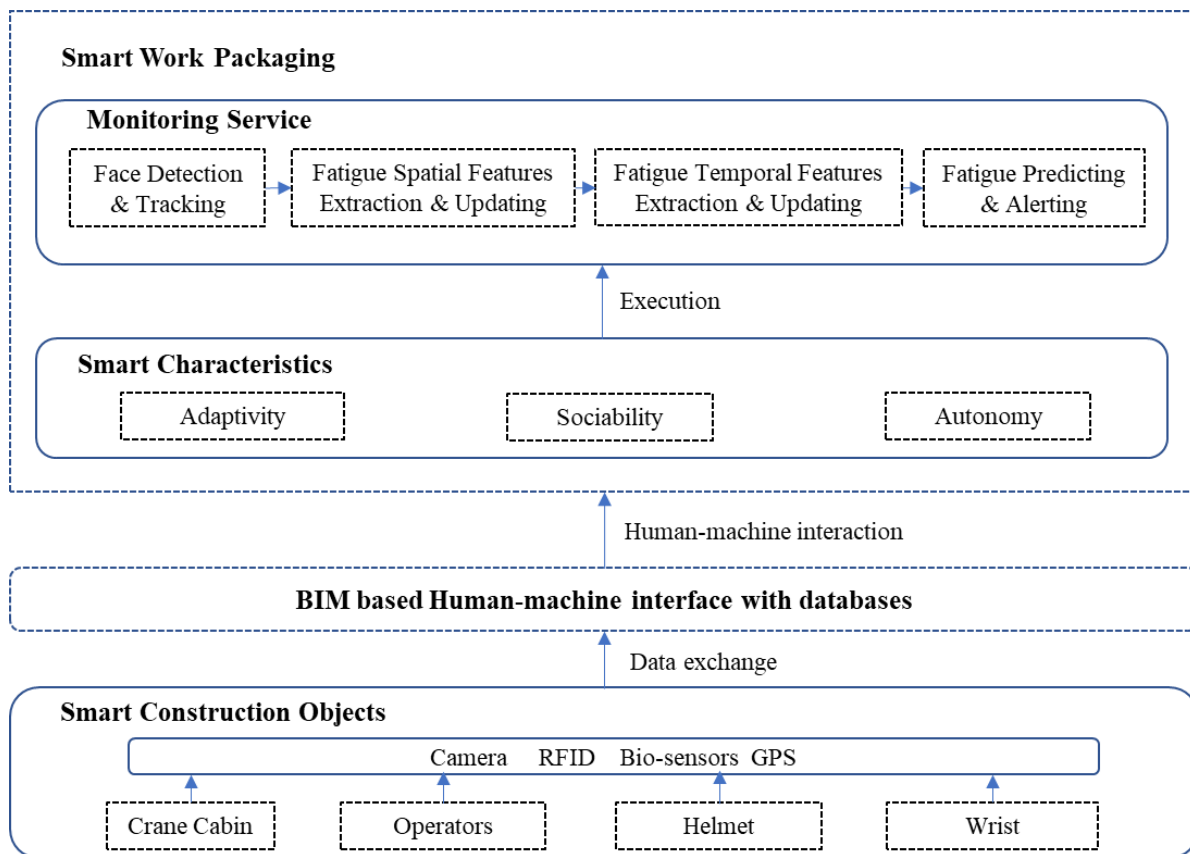 Smart Work Packaging
Monitoring Service
Face Detection
& Tracking
Fatigue Spatial Features
Extraction & Updating
Fatigue Temporal Features
Extraction & Updating
Fatigue Predicting
& Alerting
Execution
Smart Characteristics
Adaptivity
Sociability
Autonomy
Human-machine interaction
BIM based Human-machine interface with databases
Data exchange
Smart Construction Objects
Camera RFID Bio-sensors GPS
Crane Cabin
Operators
Helmet
Wrist